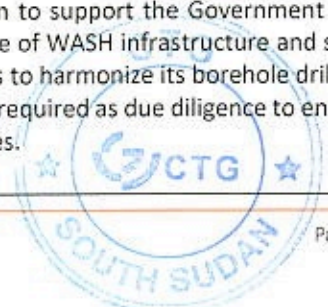 n to support the Government
e of WASH infrastructure and s
s to harmonize its borehole dril
required as due diligence to en
es.
CTG
CTG
SOUTH SUDAN
Pa